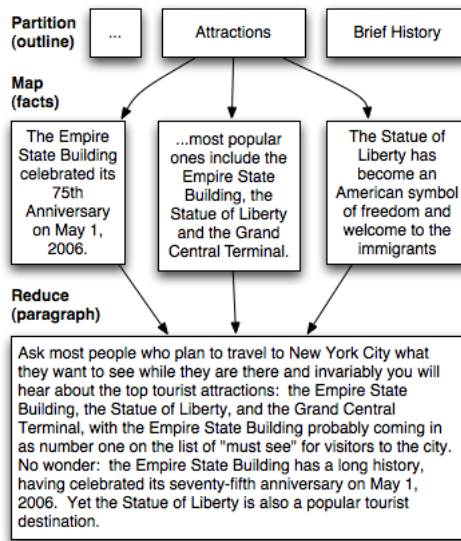 Partition
(outline)
...
Attractions
Brief History
Map
(facts)
The Empire
State Building
celebrated its
75th
Anniversary
on May 1,
2006.
...most popular
ones include the
Empire State
Building, the
Statue of Liberty
and the Grand
Central Terminal.
The Statue of
Liberty has
become an
American symbol
of freedom and
welcome to the
immigrants
Reduce
(paragraph)
Ask most people who plan to travel to New York City what
they want to see while they are there and invariably you will
hear about the top tourist attractions:  the Empire State
Building, the Statue of Liberty, and the Grand Central
Terminal, with the Empire State Building probably coming in
as number one on the list of "must see" for visitors to the city.
No wonder:  the Empire State Building has a long history,
having celebrated its seventy-fifth anniversary on May 1,
2006.  Yet the Statue of Liberty is also a popular tourist
destination.